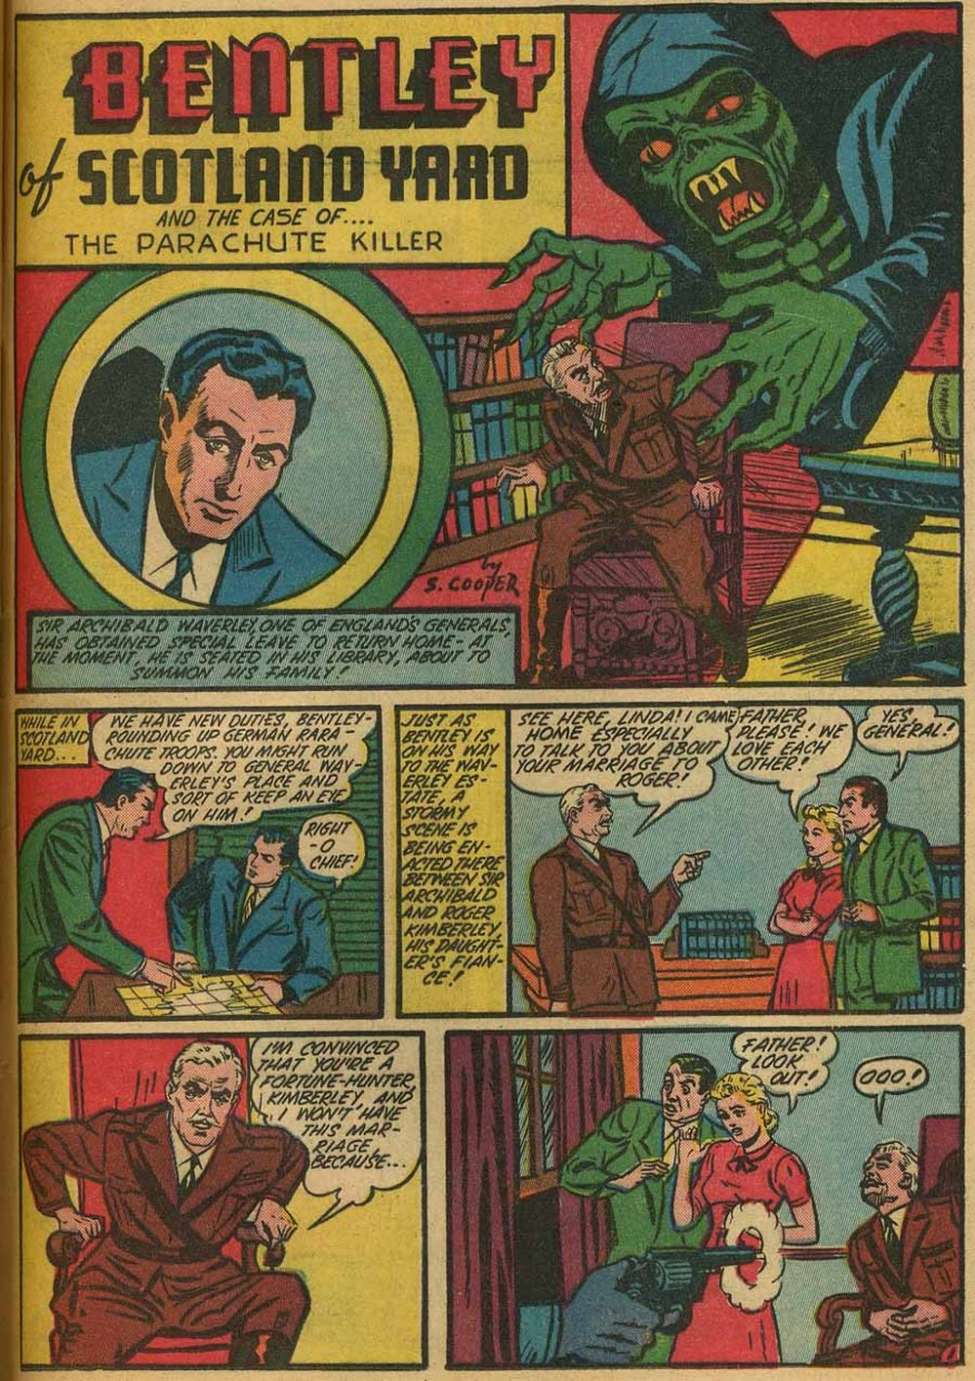 BENTLEY
of SCOTLAND YARD
AND THE CASE OF....
THE PARACHUTE KILLER
by
S. COOPER
SIR ARCHIBALD WAVERLEY, ONE OF ENGLAND'S GENERALS,
HAS OBTAINED SPECIAL LEAVE TO RETURN HOME - AT
THE MOMENT, HE IS SEATED IN HIS LIBRARY, ABOUT TO
SUMMON HIS FAMILY!
WHILE IN
SCOTLAND
YARD...
WE HAVE NEW DUTIES, BENTLEY-
ROUNDING UP GERMAN RARA-
CHUTE TROOPS. YOU MIGHT RUN
DOWN TO GENERAL WAV-
ERLEY'S PLACE AND
SORT OF KEEP AN EYE
ON HIM!
RIGHT
-O
CHIEF!
JUST AS
BENTLEY IS
ON HIS WAY
TO THE WAV-
ERLEY ES-
TATE, A
STORMY
SCENE IS
BEING EN-
ACTED THERE
BETWEEN SIR
ARCHIBALD
AND ROGER
KIMBERLEY,
HIS DAUGHT-
ER'S FIAN-
CE!
SEE HERE, LINDA! I CAME
HOME ESPECIALLY
TO TALK TO YOU ABOUT
YOUR MARRIAGE TO
ROGER!
FATHER,
PLEASE! WE
LOVE EACH
OTHER!
YES,
GENERAL!
I'M CONVINCED
THAT YOU'RE A
FORTUNE-HUNTER,
KIMBERLEY, AND
I WON'T HAVE
THIS MAR-
RIAGE
BECAUSE...
FATHER!
LOOK
OUT!
OOO!
1